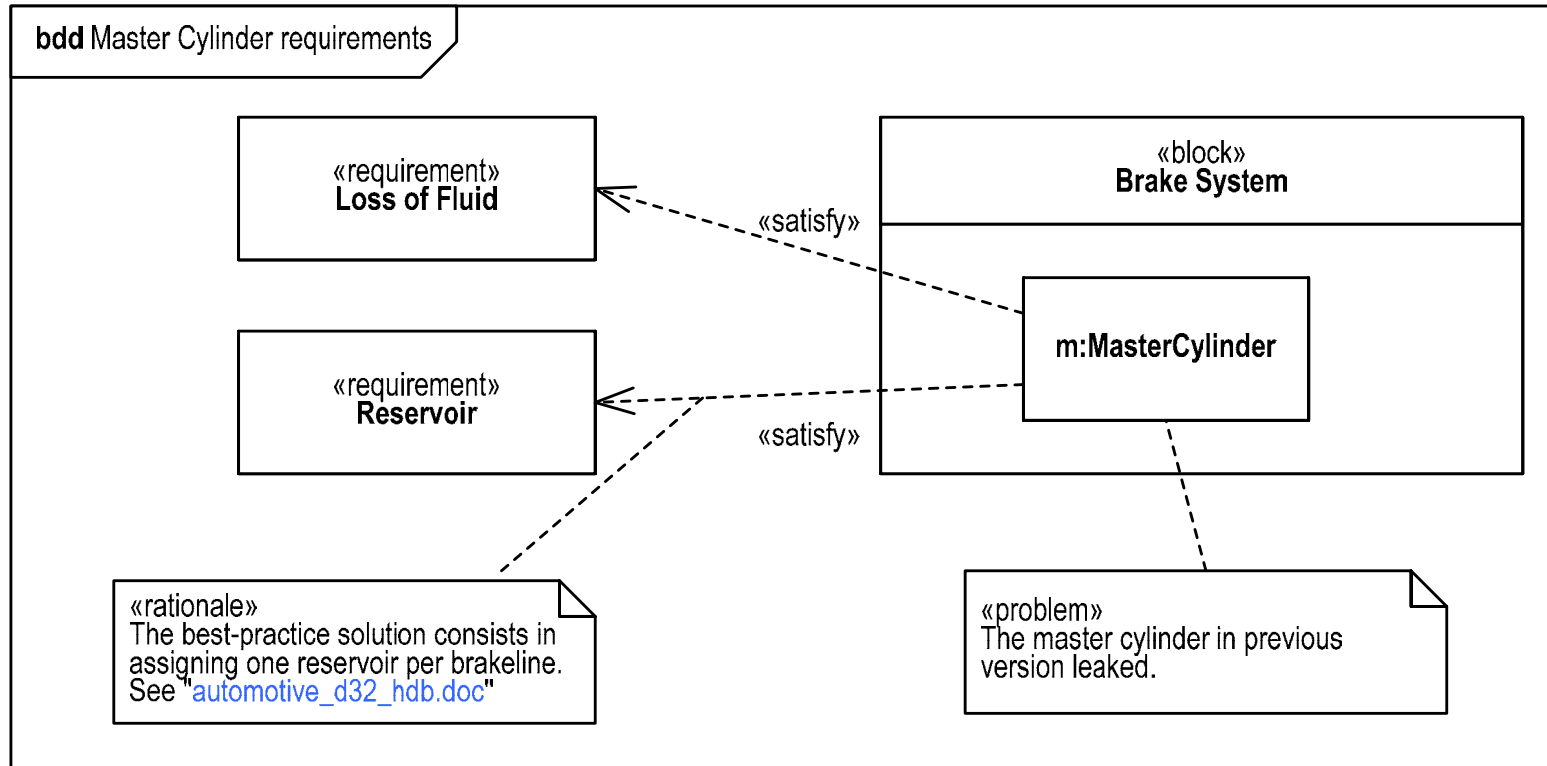 bdd Master Cylinder requirements
«requirement»
Loss of Fluid
«satisfy»
«block»
Brake System
m:MasterCylinder
«requirement»
Reservoir
«satisfy»
«rationale»
The best-practice solution consists in
assigning one reservoir per brakeline.
See "automotive_d32_hdb.doc"
«problem»
The master cylinder in previous
version leaked.